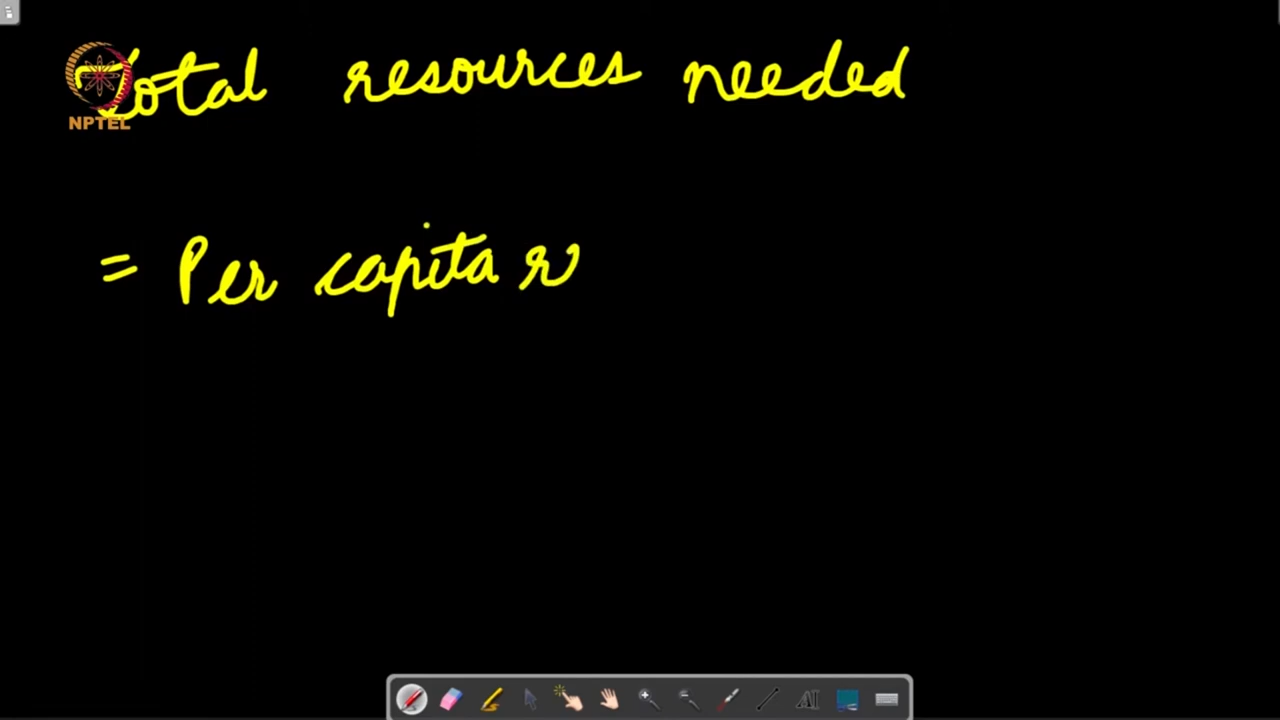 Total resources needed
NPTEL
= Per capita r